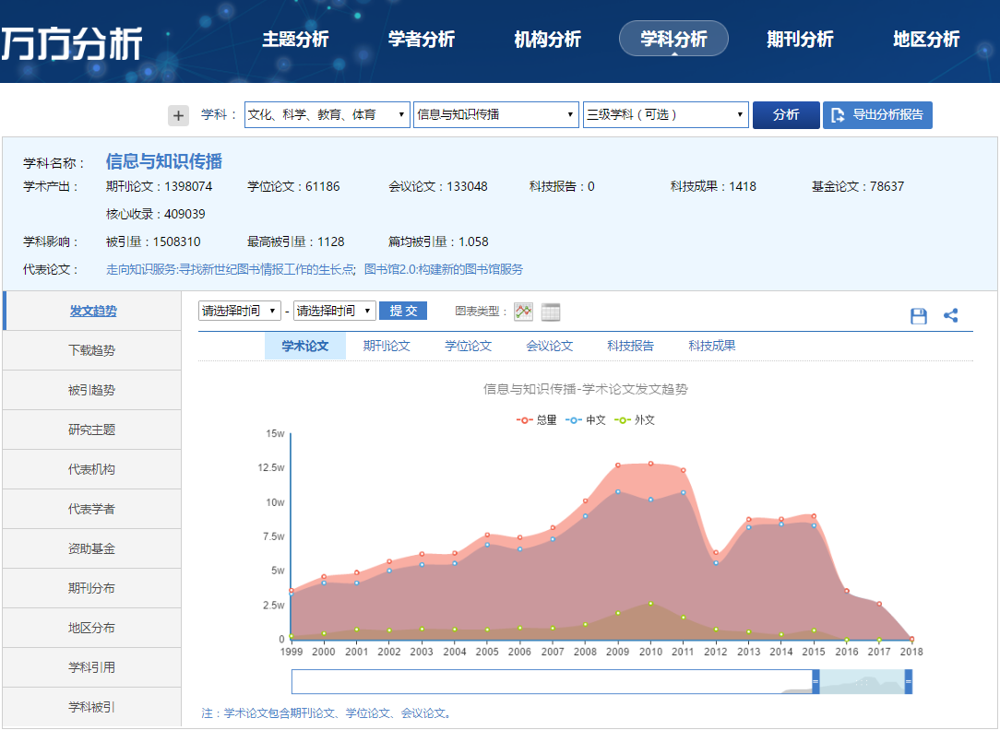 万方分析
主题分析 学者分析 机构分析 学科分析 期刊分析 地区分析
+ 学科： 文化、科学、教育、体育 信息与知识传播 三级学科（可选） 分析 导出分析报告
学科名称： 信息与知识传播
学术产出： 期刊论文：1398074 学位论文：61186 会议论文：133048 科技报告：0 科技成果：1418 基金论文：78637
核心收录：409039
学科影响： 被引量：1508310 最高被引量：1128 篇均被引量：1.058
代表论文： 走向知识服务:寻找新世纪图书情报工作的生长点; 图书馆2.0:构建新的图书馆服务
发文趋势
下载趋势
被引趋势
研究主题
代表机构
代表学者
资助基金
期刊分布
地区分布
学科引用
学科被引
请选择时间 - 请选择时间 提 交 图表类型：
学术论文 期刊论文 学位论文 会议论文 科技报告 科技成果
信息与知识传播-学术论文发文趋势
总量 中文 外文
15w
12.5w
10w
7.5w
5w
2.5w
0
1999 2000 2001 2002 2003 2004 2005 2006 2007 2008 2009 2010 2011 2012 2013 2014 2015 2016 2017 2018
注：学术论文包含期刊论文、学位论文、会议论文。